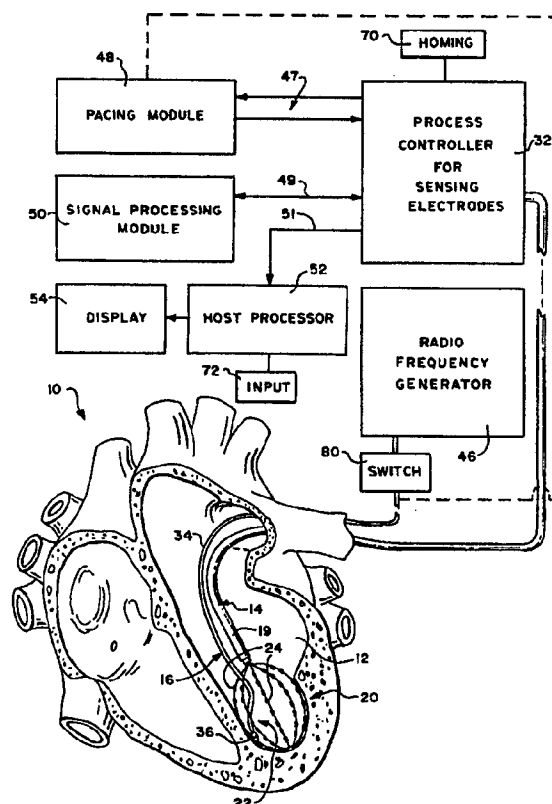 70
HOMING
48
47
PACING MODULE
PROCESS
CONTROLLER
FOR
SENSING
ELECTRODES
32
49
50
SIGNAL PROCESSING
MODULE
51
52
54
DISPLAY
HOST PROCESSOR
RADIO
FREQUENCY
GENERATOR
72
INPUT
10
46
80
SWITCH
34
14
19
12
24
16
20
36
22